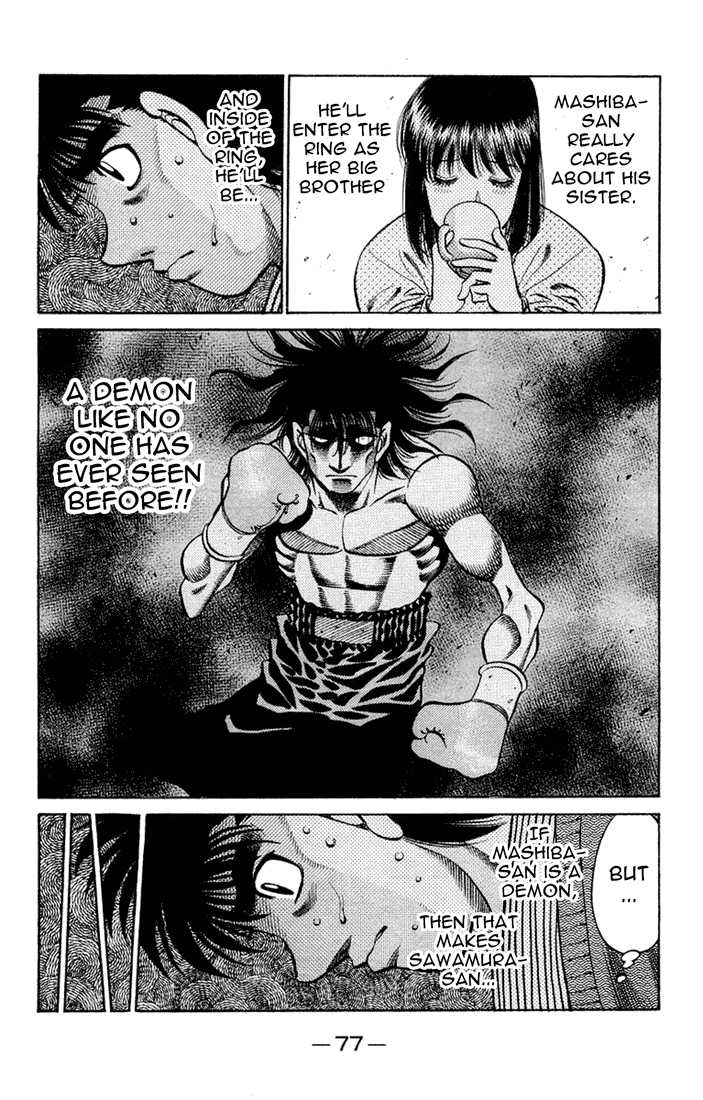 MASHIBA-
SAN
REALLY
CARES
ABOUT HIS
SISTER.
HE'LL
ENTER THE
RING AS
HER BIG
BROTHER
AND
INSIDE
OF THE
RING,
HE'LL
BE...
A DEMON
LIKE NO
ONE HAS
EVER SEEN
BEFORE!!
BUT
...
IF
MASHIBA-
SAN IS A
DEMON,
THEN THAT
MAKES
SAWAMURA-
SAN...
— 77 —